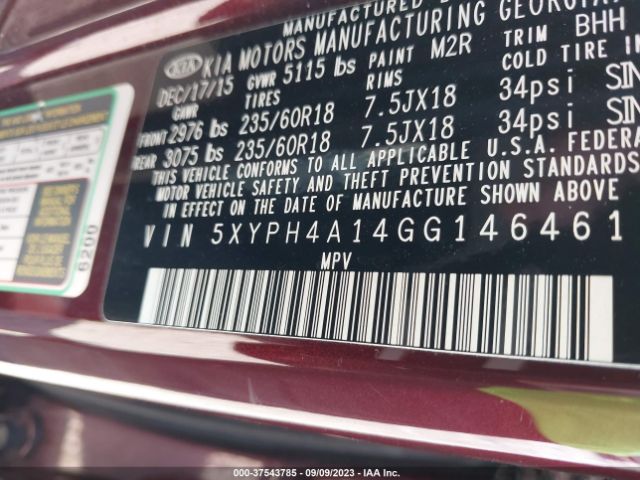 MANUFACTURED
KIA KIA MOTORS MANUFACTURING GEORGIA
DEC/17/15 GVWR 5115 lbs PAINT M2R TRIM BHH
GAWR TIRES RIMS COLD TIRE
FRONT 2976 lbs 235/60R18 7.5JX18 34psi
REAR 3075 lbs 235/60R18 7.5JX18 34psi
THIS VEHICLE CONFORMS TO ALL APPLICABLE U.S.A. FEDERA
MOTOR VEHICLE SAFETY AND THEFT PREVENTION STANDARDS
IN EFFECT ON THE DATE OF MANUFACTURE SHOWN ABOVE
VIN 5XYPH4A14GG146461
MPV
6200
000-37543785 - 09/09/2023 - IAA Inc.